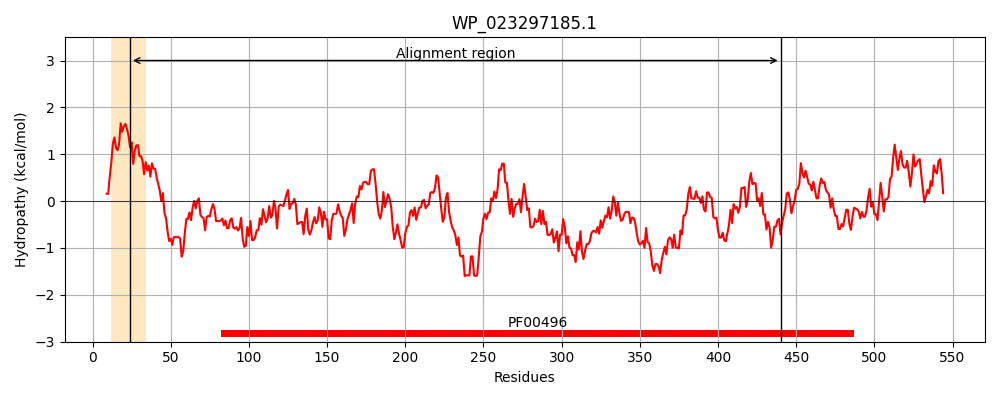 WP_023297185.1
Alignment region
Hydropathy (kcal/mol)
3
2
1
0
−1
−2
−3
PF00496
0 50 100 150 200 250 300 350 400 450 500 550
Residues